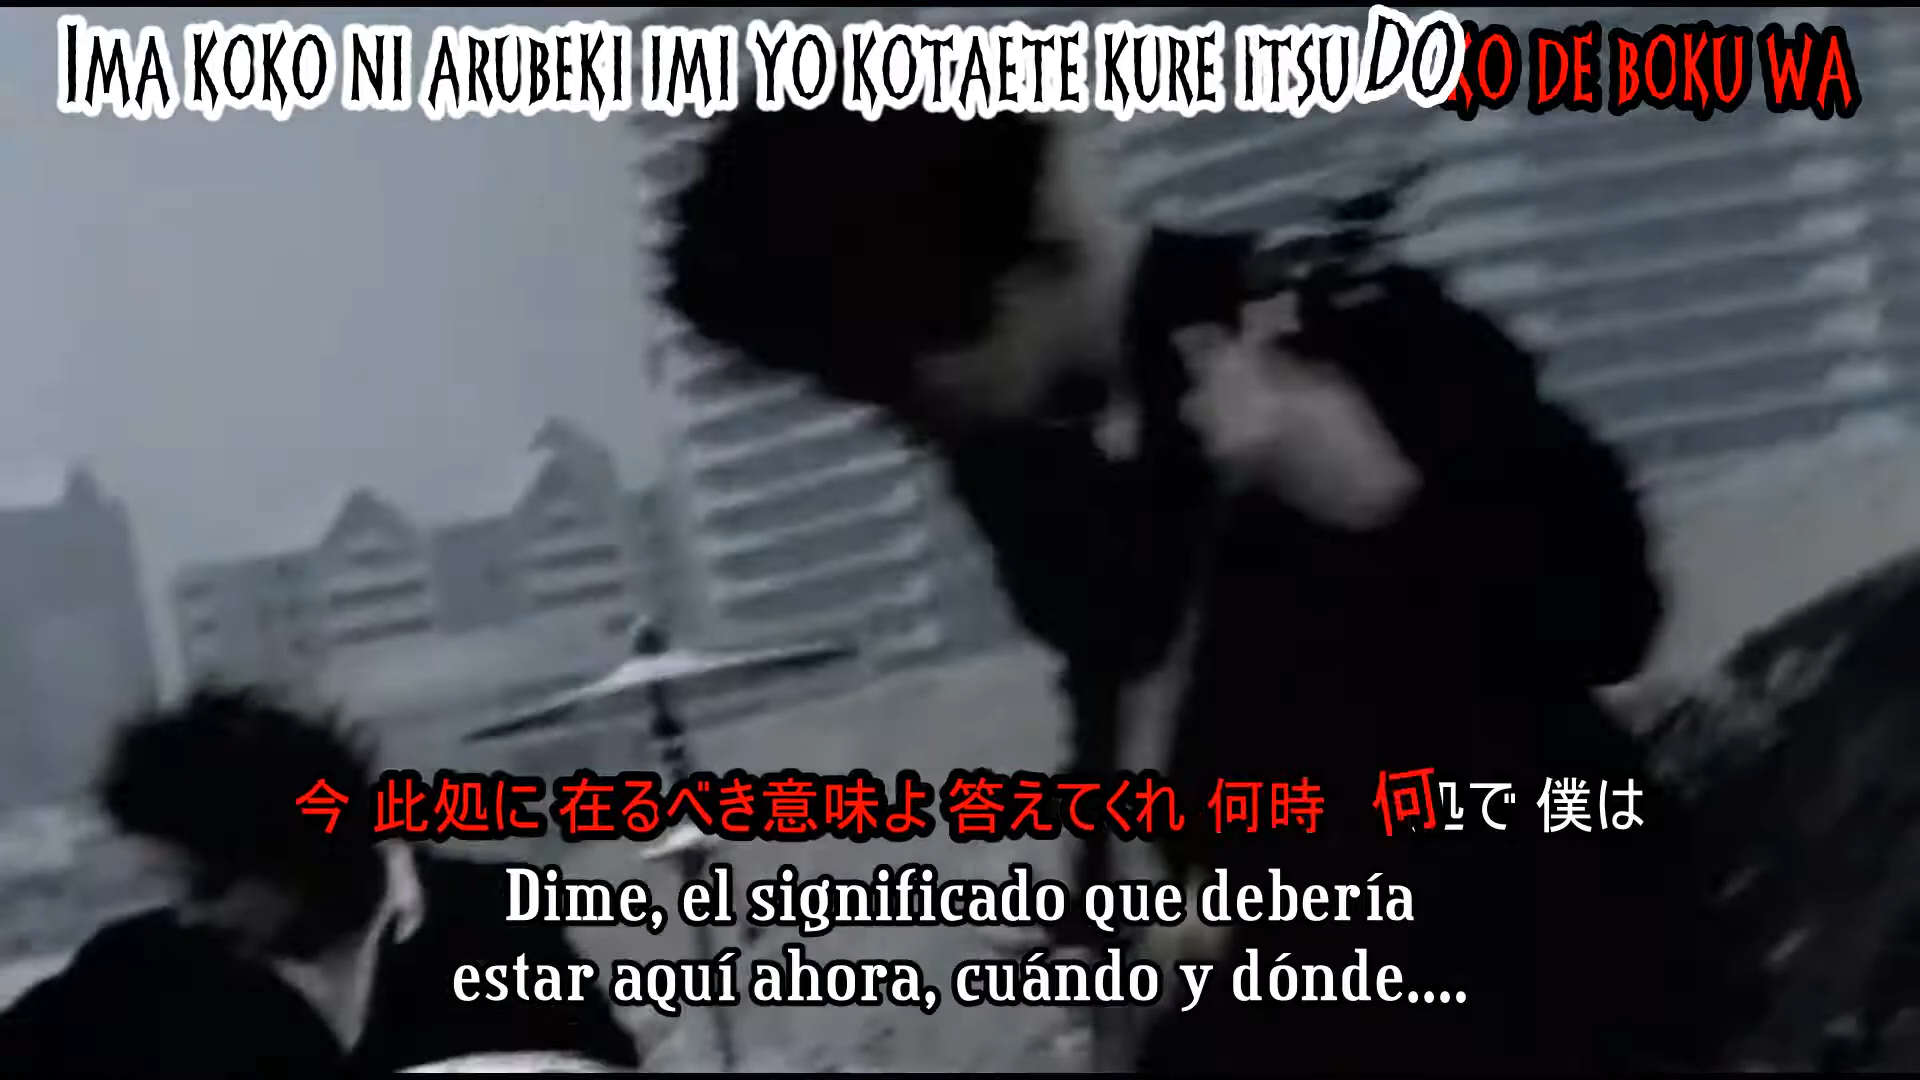 Ima koko ni arubeki imi yo kotaete kure itsu doko de boku wa
今 此処に 在るべき意味よ 答えてくれ 何時 何処で 僕は
Dime, el significado que debería
estar aquí ahora, cuándo y dónde....